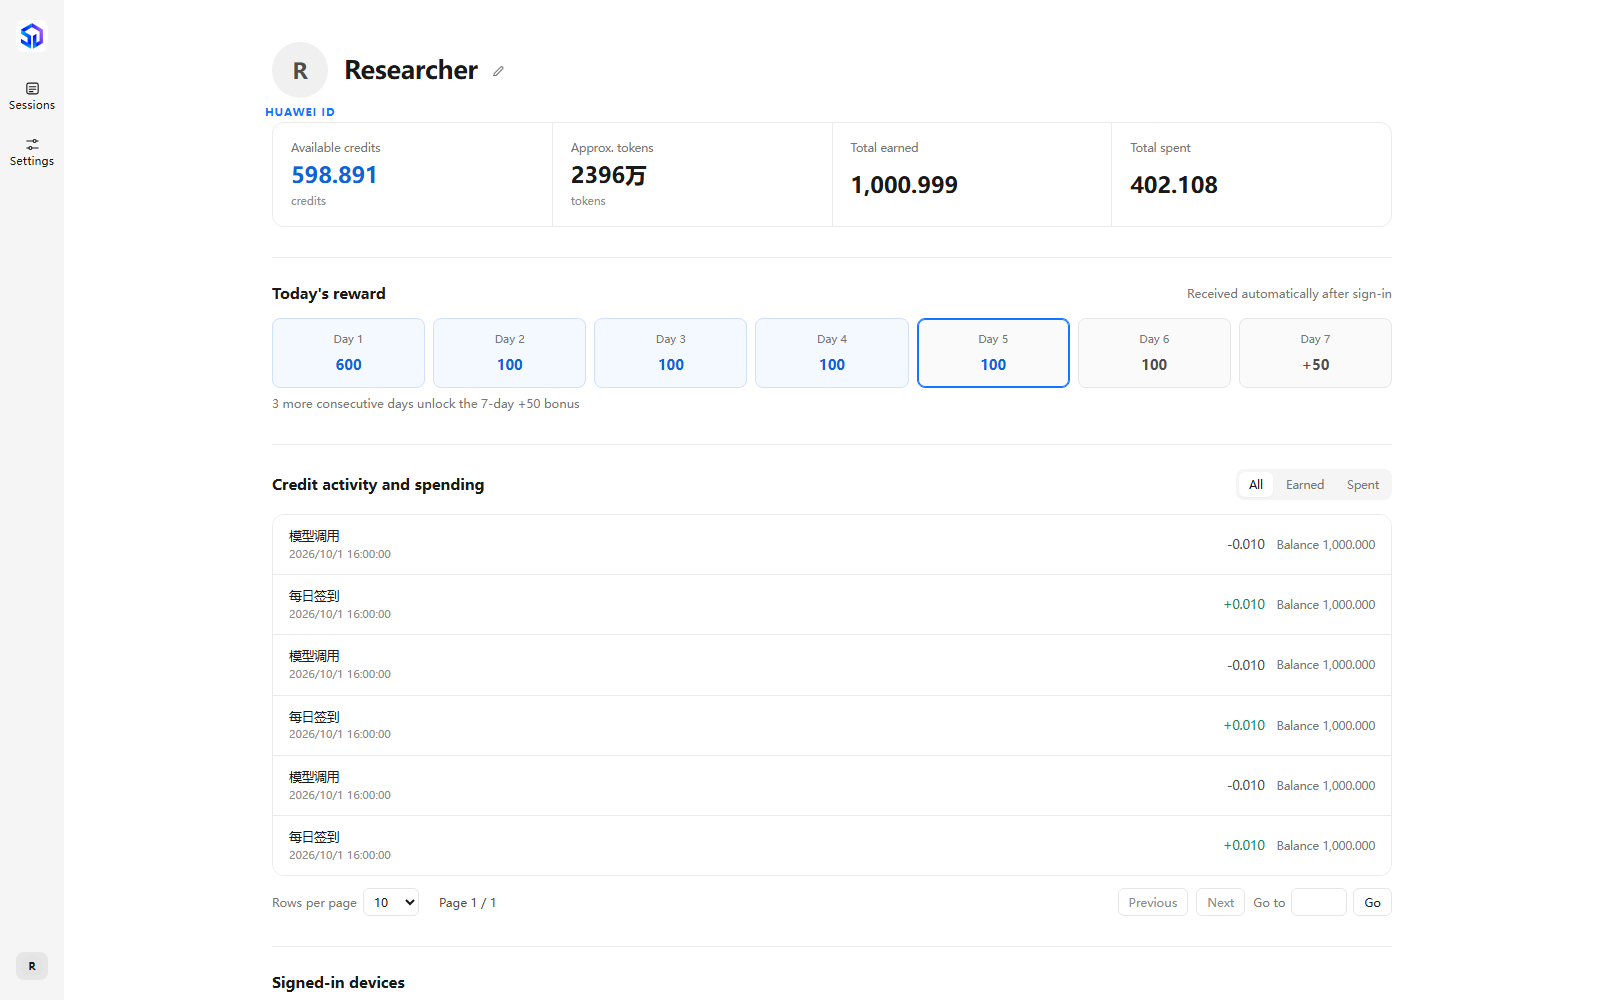 Sessions
Settings
R
R
Researcher
HUAWEI ID
Available credits
598.891
credits
Approx. tokens
2396万
tokens
Total earned
1,000.999
Total spent
402.108
Today's reward
Received automatically after sign-in
Day 1
600
Day 2
100
Day 3
100
Day 4
100
Day 5
100
Day 6
100
Day 7
+50
3 more consecutive days unlock the 7-day +50 bonus
Credit activity and spending
All Earned Spent
模型调用
2026/10/1 16:00:00
-0.010 Balance 1,000.000
每日签到
2026/10/1 16:00:00
+0.010 Balance 1,000.000
模型调用
2026/10/1 16:00:00
-0.010 Balance 1,000.000
每日签到
2026/10/1 16:00:00
+0.010 Balance 1,000.000
模型调用
2026/10/1 16:00:00
-0.010 Balance 1,000.000
每日签到
2026/10/1 16:00:00
+0.010 Balance 1,000.000
Rows per page 10 Page 1 / 1
Previous Next Go to Go
Signed-in devices